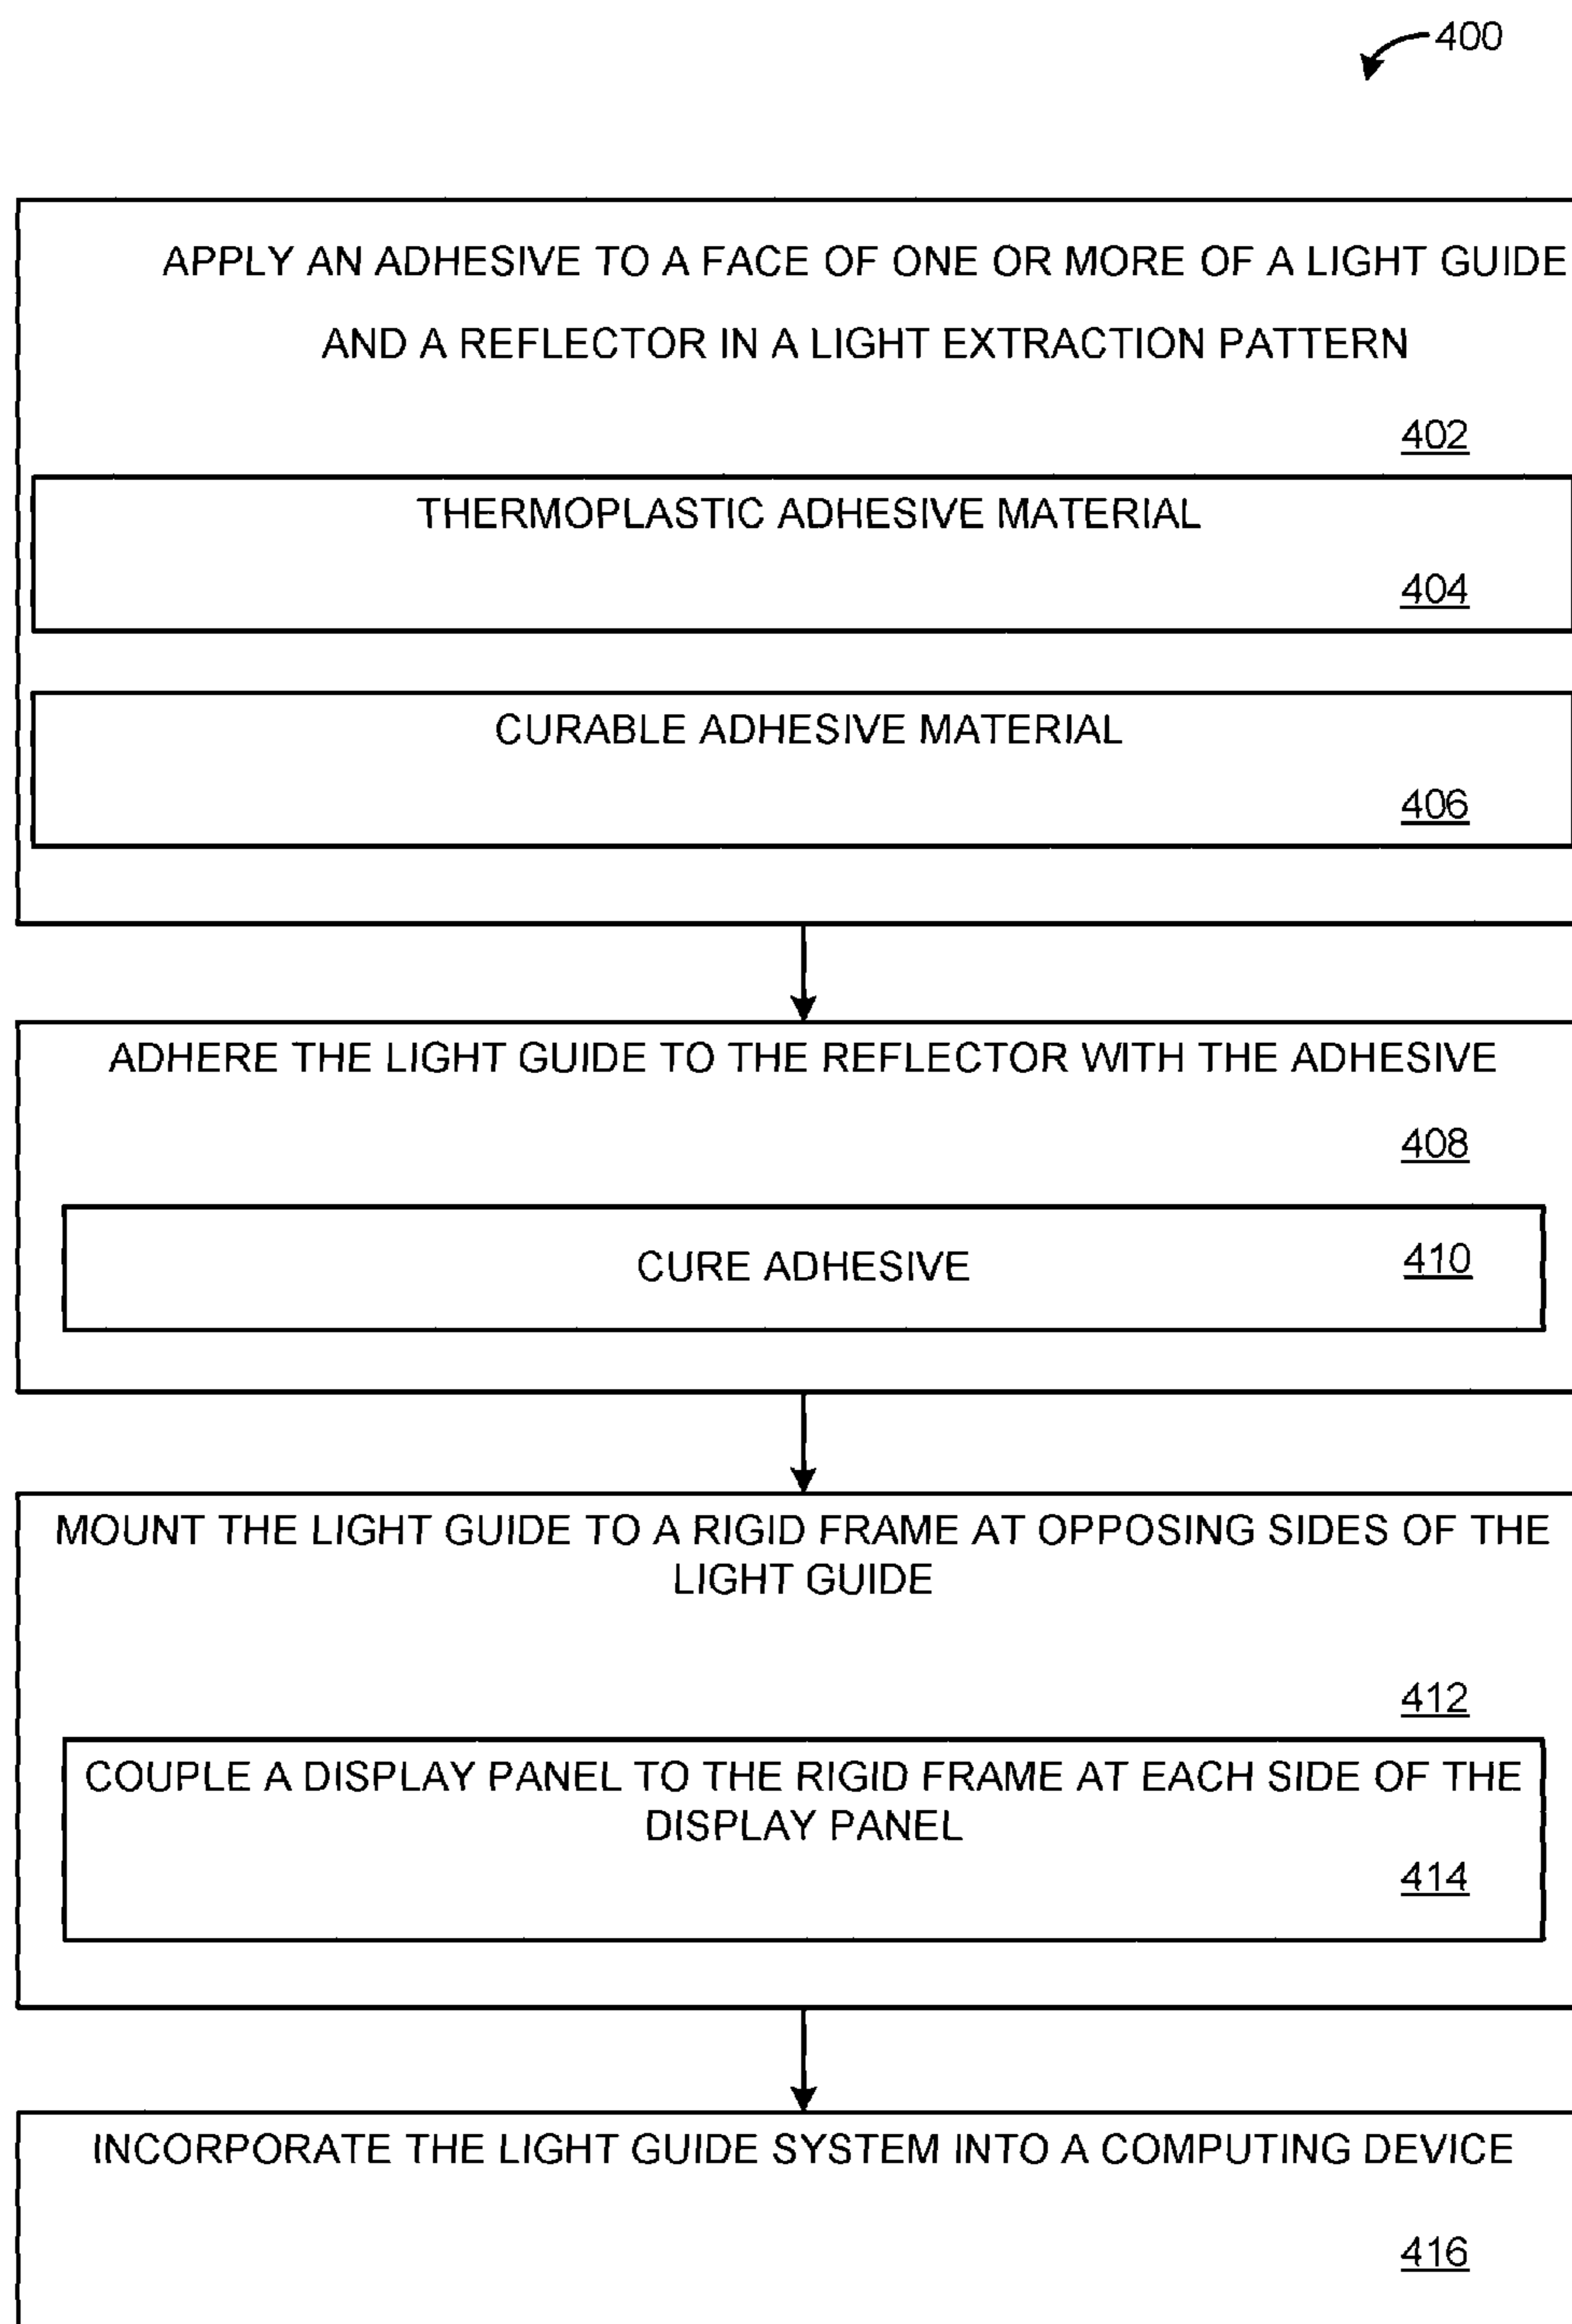 400
APPLY AN ADHESIVE TO A FACE OF ONE OR MORE OF A LIGHT GUIDE
AND A REFLECTOR IN A LIGHT EXTRACTION PATTERN
402
THERMOPLASTIC ADHESIVE MATERIAL
404
CURABLE ADHESIVE MATERIAL
406
ADHERE THE LIGHT GUIDE TO THE REFLECTOR WITH THE ADHESIVE
408
CURE ADHESIVE
410
MOUNT THE LIGHT GUIDE TO A RIGID FRAME AT OPPOSING SIDES OF THE
LIGHT GUIDE
412
COUPLE A DISPLAY PANEL TO THE RIGID FRAME AT EACH SIDE OF THE
DISPLAY PANEL
414
INCORPORATE THE LIGHT GUIDE SYSTEM INTO A COMPUTING DEVICE
416